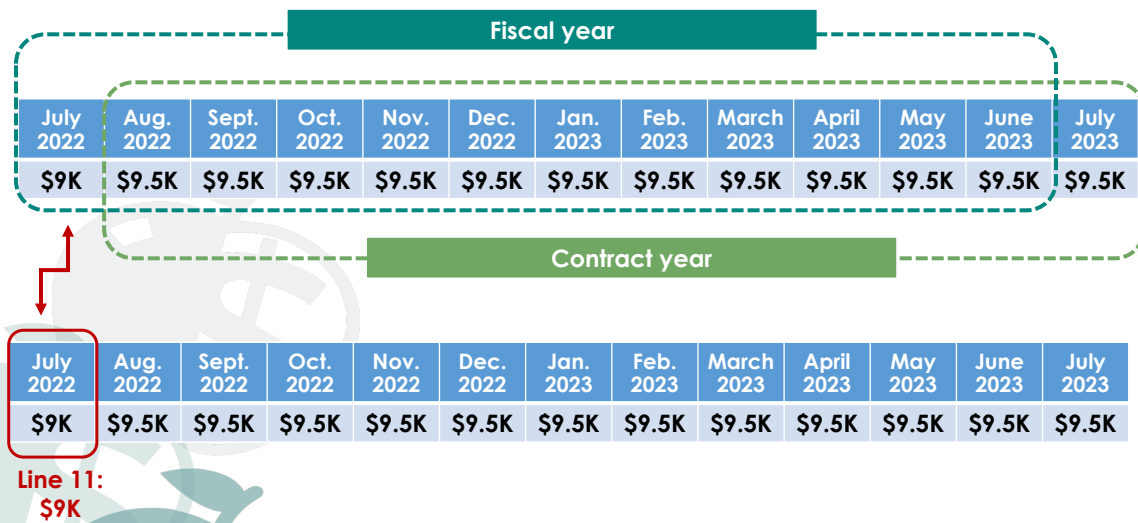 Fiscal year
July 2022 Aug. 2022 Sept. 2022 Oct. 2022 Nov. 2022 Dec. 2022 Jan. 2023 Feb. 2023 March 2023 April 2023 May 2023 June 2023 July 2023
$9K $9.5K $9.5K $9.5K $9.5K $9.5K $9.5K $9.5K $9.5K $9.5K $9.5K $9.5K $9.5K
Contract year
July 2022 Aug. 2022 Sept. 2022 Oct. 2022 Nov. 2022 Dec. 2022 Jan. 2023 Feb. 2023 March 2023 April 2023 May 2023 June 2023 July 2023
$9K $9.5K $9.5K $9.5K $9.5K $9.5K $9.5K $9.5K $9.5K $9.5K $9.5K $9.5K $9.5K
Line 11:
$9K